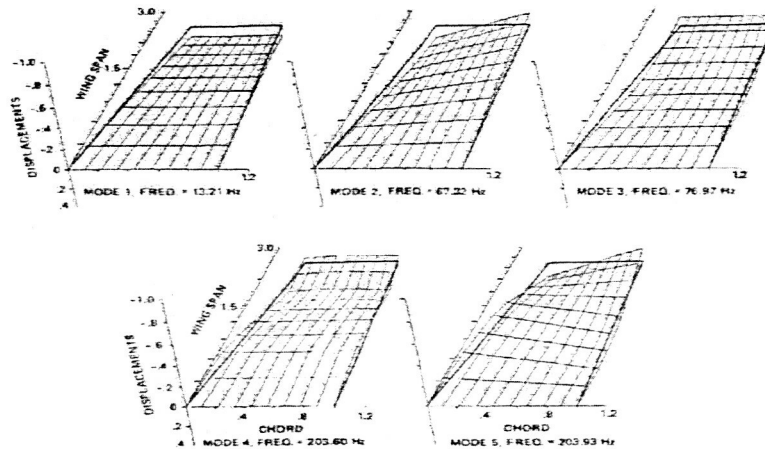 3.0
-1.0
-.8
WING SPAN
1.5
-.6
-.4
-.2
DISPLACEMENTS
0
1.2
1.2
1.2
.2
.4
MODE 1, FREQ. = 13.21 Hz
MODE 2, FREQ. = 67.32 Hz
MODE 3, FREQ. = 76.97 Hz
3.0
-1.0
WING SPAN
1.5
-.8
-.6
-.4
-.2
DISPLACEMENTS
0
.4 .8 1.2
.4 .8 1.2
.2
CHORD
CHORD
.4
MODE 4, FREQ. = 203.60 Hz
MODE 5, FREQ. = 203.93 Hz